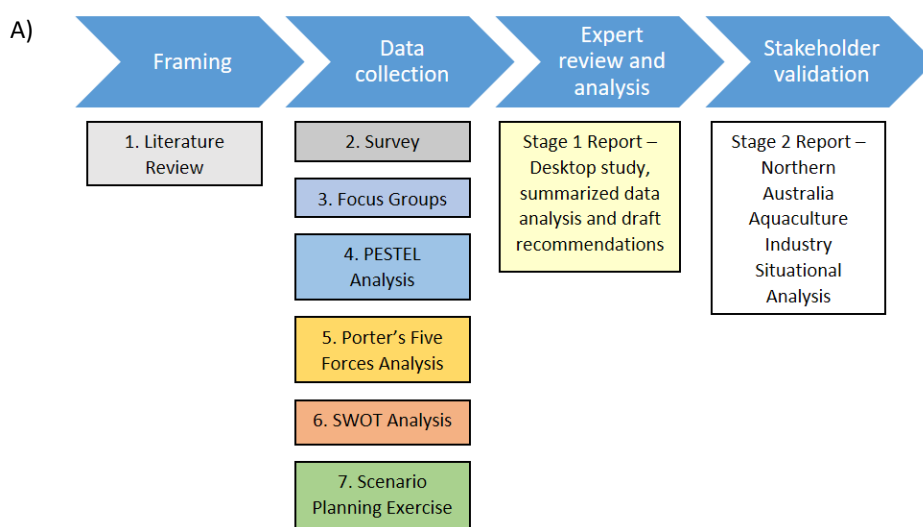 A)
Framing
Data
collection
Expert
review and
analysis
Stakeholder
validation
1. Literature
Review
2. Survey
3. Focus Groups
4. PESTEL
Analysis
5. Porter's Five
Forces Analysis
6. SWOT Analysis
7. Scenario
Planning Exercise
Stage 1 Report –
Desktop study,
summarized data
analysis and draft
recommendations
Stage 2 Report –
Northern
Australia
Aquaculture
Industry
Situational
Analysis